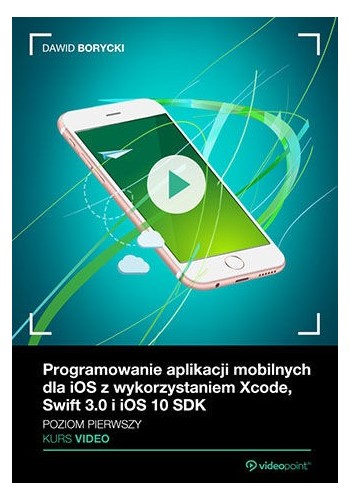 DAWID BORYCKI
Programowanie aplikacji mobilnych
dla iOS z wykorzystaniem Xcode,
Swift 3.0 i iOS 10 SDK
POZIOM PIERWSZY
KURS VIDEO
videopoint